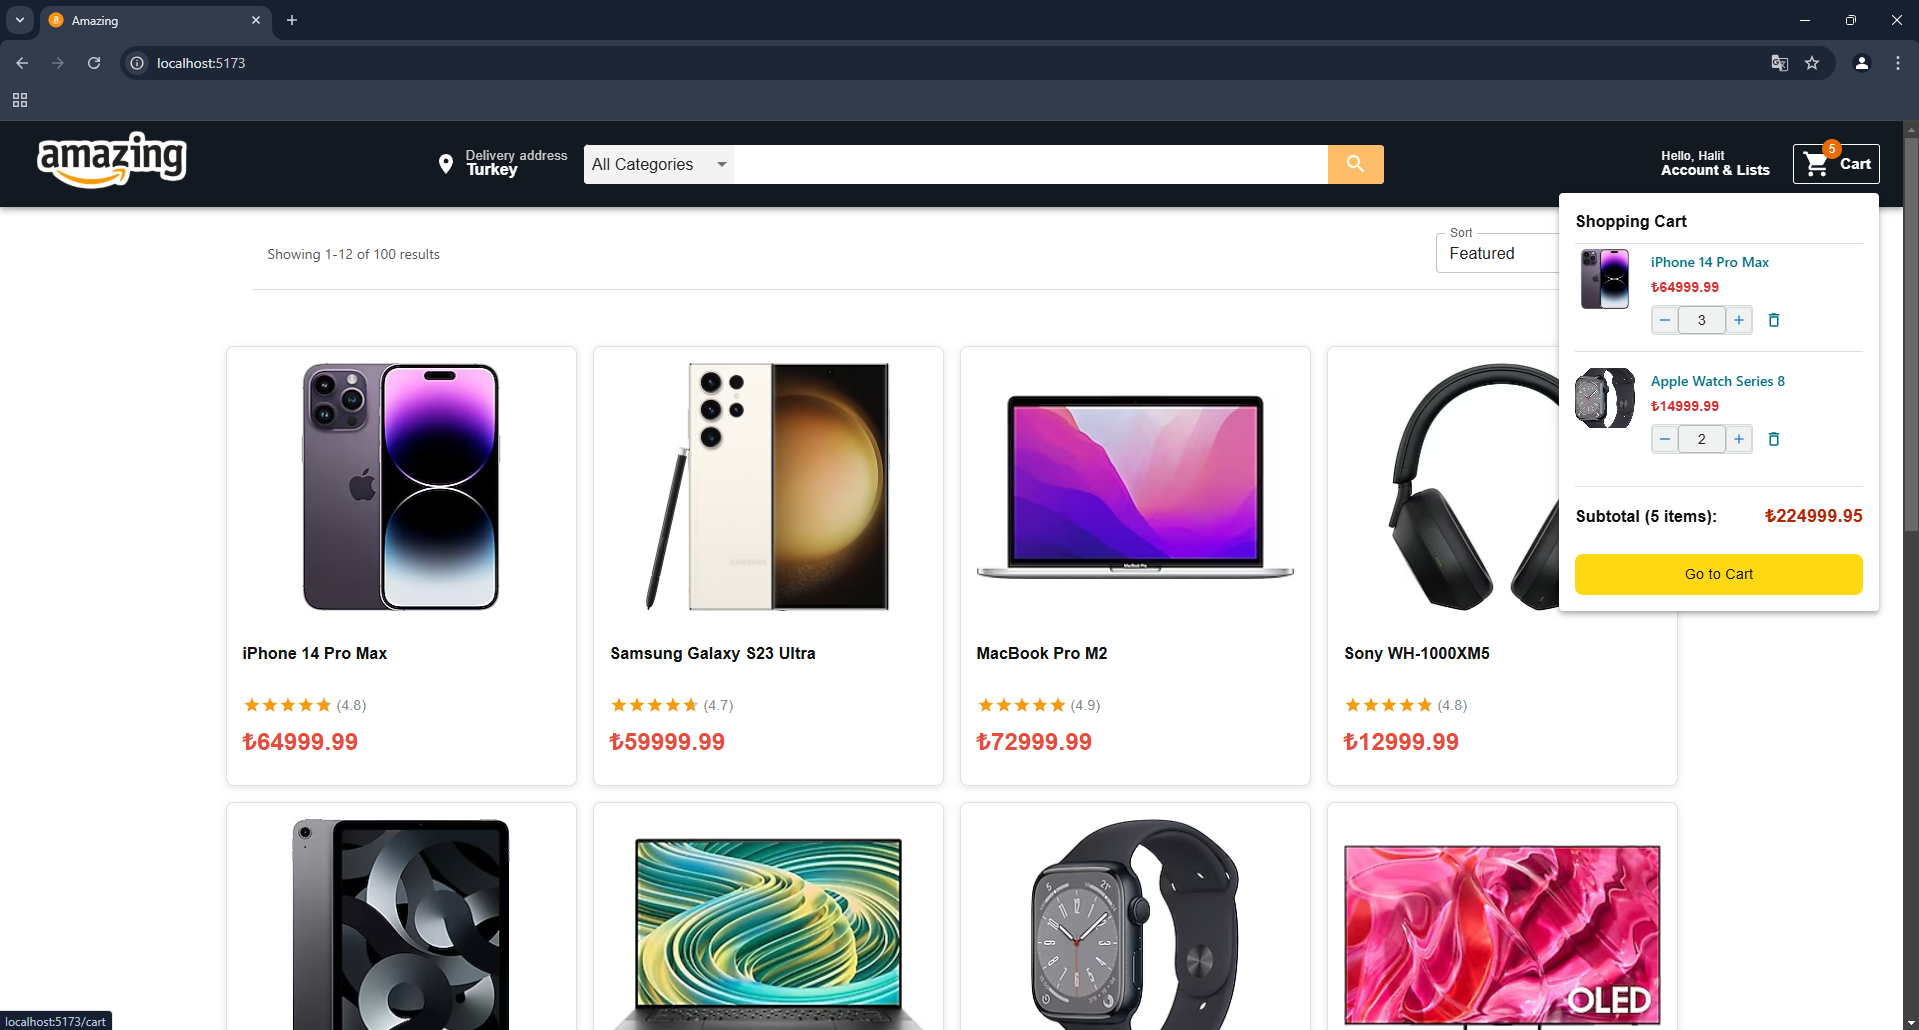 Amazing
localhost:5173
amazing
Delivery address
Turkey
All Categories
Hello, Halit
Account & Lists
5
Cart
Showing 1-12 of 100 results
Sort
Featured
Shopping Cart
iPhone 14 Pro Max
₺64999.99
3
Apple Watch Series 8
₺14999.99
2
Subtotal (5 items):
₺224999.95
Go to Cart
SAMSUNG
MacBook Pro
iPhone 14 Pro Max
(4.8)
₺64999.99
Samsung Galaxy S23 Ultra
(4.7)
₺59999.99
MacBook Pro M2
(4.9)
₺72999.99
Sony WH-1000XM5
(4.8)
₺12999.99
OLED
localhost:5173/cart